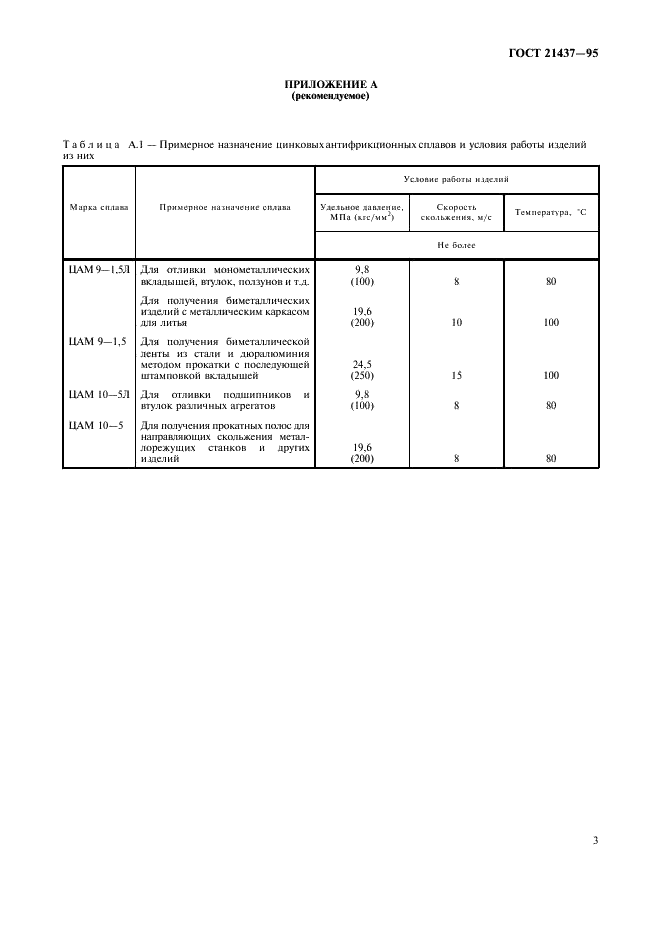 ГОСТ 21437—95
ПРИЛОЖЕНИЕ А
(рекомендуемое)
Таблица А.1 — Примерное назначение цинковых антифрикционных сплавов и условия работы изделий
из них
Марка сплава
Примерное назначение сплава
Условие работы изделий
Удельное давление,
МПа (кгс/мм²)
Скорость
скольжения, м/с
Температура, °С
Не более
ЦАМ 9—1,5Л Для отливки монометаллических 9,8
вкладышей, втулок, ползунов и т.д. (100) 8 80
Для получения биметаллических
изделий с металлическим каркасом 19,6
для литья (200) 10 100
ЦАМ 9—1,5 Для получения биметаллической
ленты из стали и дюралюминия
методом прокатки с последующей 24,5
штамповкой вкладышей (250) 15 100
ЦАМ 10—5Л Для отливки подшипников и 9,8
втулок различных агрегатов (100) 8 80
ЦАМ 10—5 Для получения прокатных полос для
направляющих скольжения метал-
лорежущих станков и других 19,6
изделий (200) 8 80
3